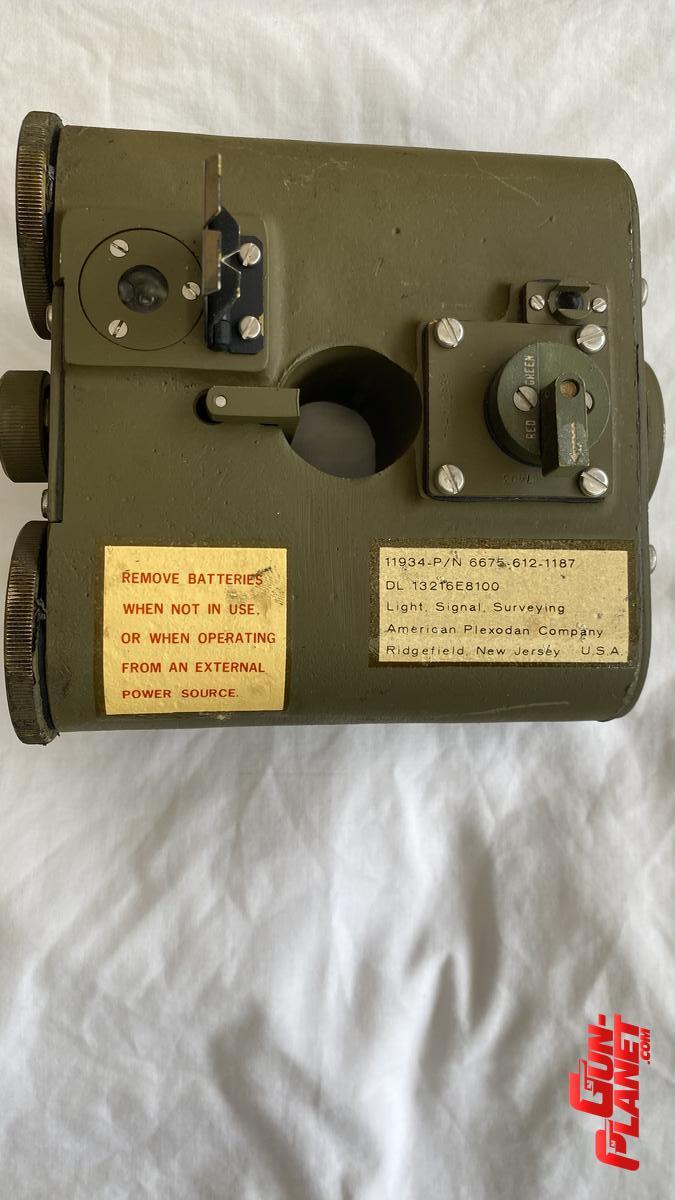 GREEN
RED
7403
REMOVE BATTERIES
WHEN NOT IN USE,
OR WHEN OPERATING
FROM AN EXTERNAL
POWER SOURCE.
11934-P/N 6675-612-1187
DL 13216E8100
Light, Signal, Surveying
American Plexodan Company
Ridgefield, New Jersey U.S.A.
GUN-
PLANET
.COM